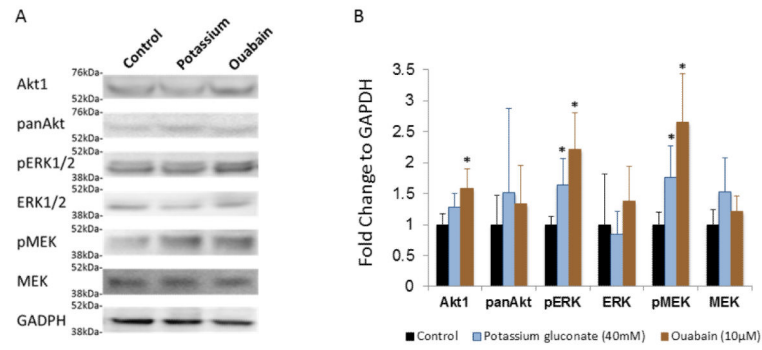 A
Control
Potassium
Ouabain
Akt1
76kDa-
52kDa-
panAkt
76kDa-
52kDa-
pERK1/2
52kDa-
38kDa-
ERK1/2
52kDa-
38kDa-
pMEK
52kDa-
38kDa-
MEK
52kDa-
38kDa-
GADPH
52kDa-
38kDa-
B
Fold Change to GAPDH
3.5
3
2.5
2
1.5
1
0.5
0
* * * * *
Akt1 panAkt pERK ERK pMEK MEK
Control Potassium gluconate (40mM) Ouabain (10µM)